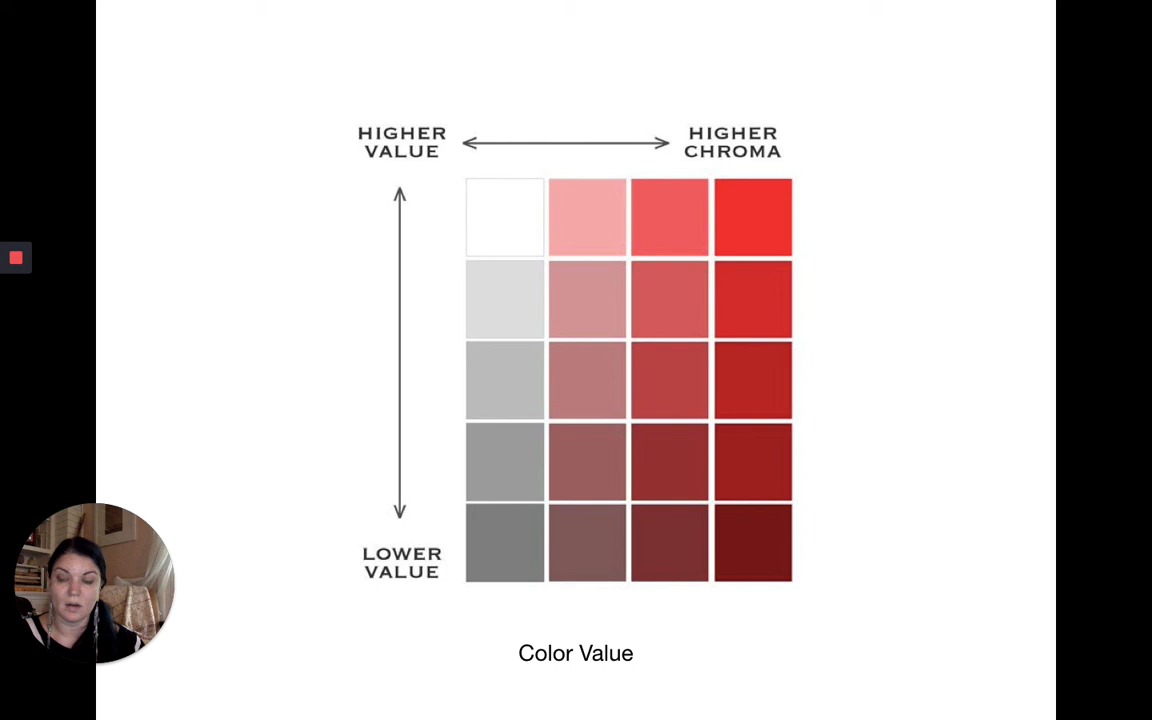 HIGHER
VALUE
HIGHER
CHROMA
LOWER
VALUE
Color Value